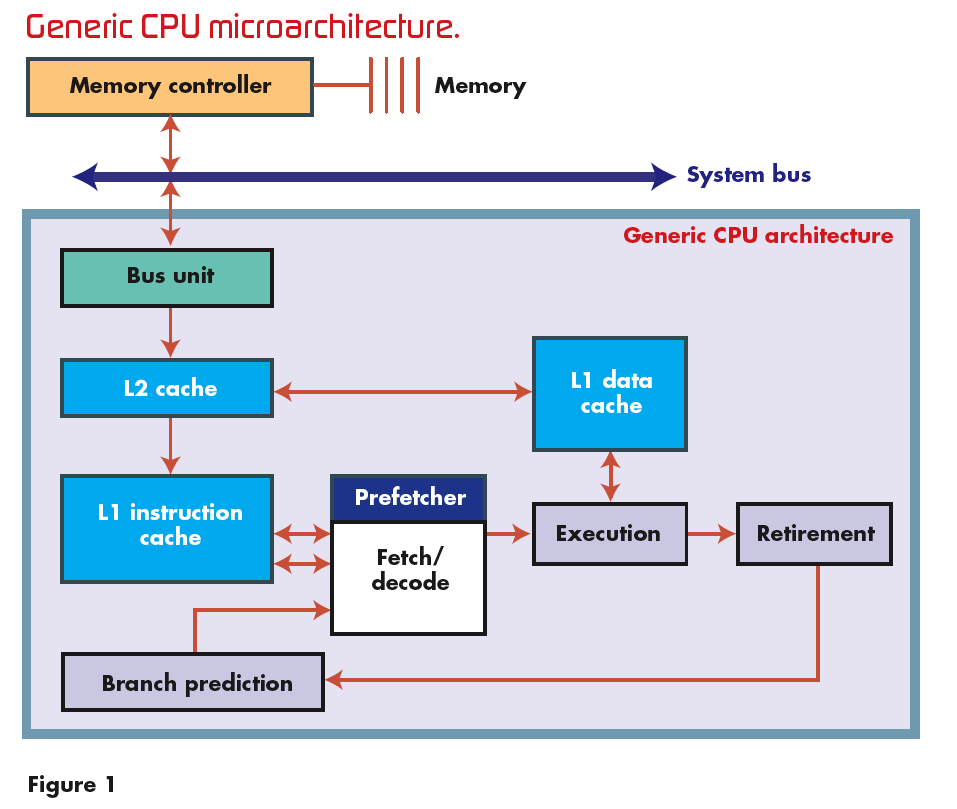 Generic CPU microarchitecture.
Memory controller
Memory
System bus
Generic CPU architecture
Bus unit
L2 cache
L1 data
cache
L1 instruction
cache
Prefetcher
Fetch/
decode
Execution
Retirement
Branch prediction
Figure 1